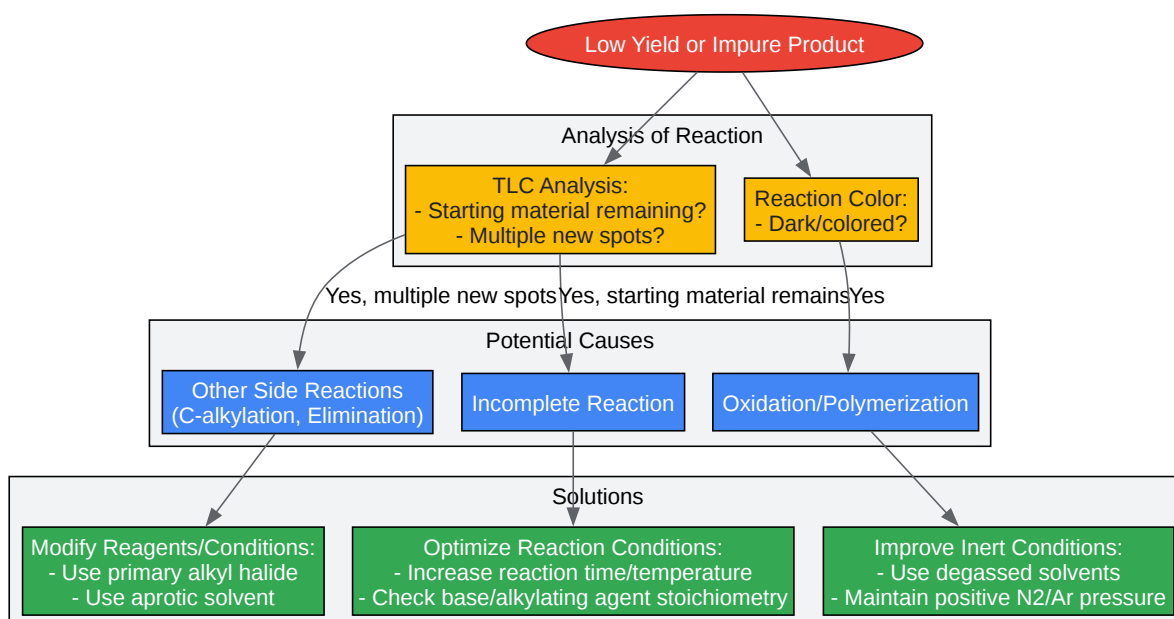 Low Yield or Impure Product
Analysis of Reaction
TLC Analysis:
- Starting material remaining?
- Multiple new spots?
Reaction Color:
- Dark/colored?
Yes, multiple new spots
Yes, starting material remains
Yes
Potential Causes
Other Side Reactions
(C-alkylation, Elimination)
Incomplete Reaction
Oxidation/Polymerization
Solutions
Modify Reagents/Conditions:
- Use primary alkyl halide
- Use aprotic solvent
Optimize Reaction Conditions:
- Increase reaction time/temperature
- Check base/alkylating agent stoichiometry
Improve Inert Conditions:
- Use degassed solvents
- Maintain positive N2/Ar pressure